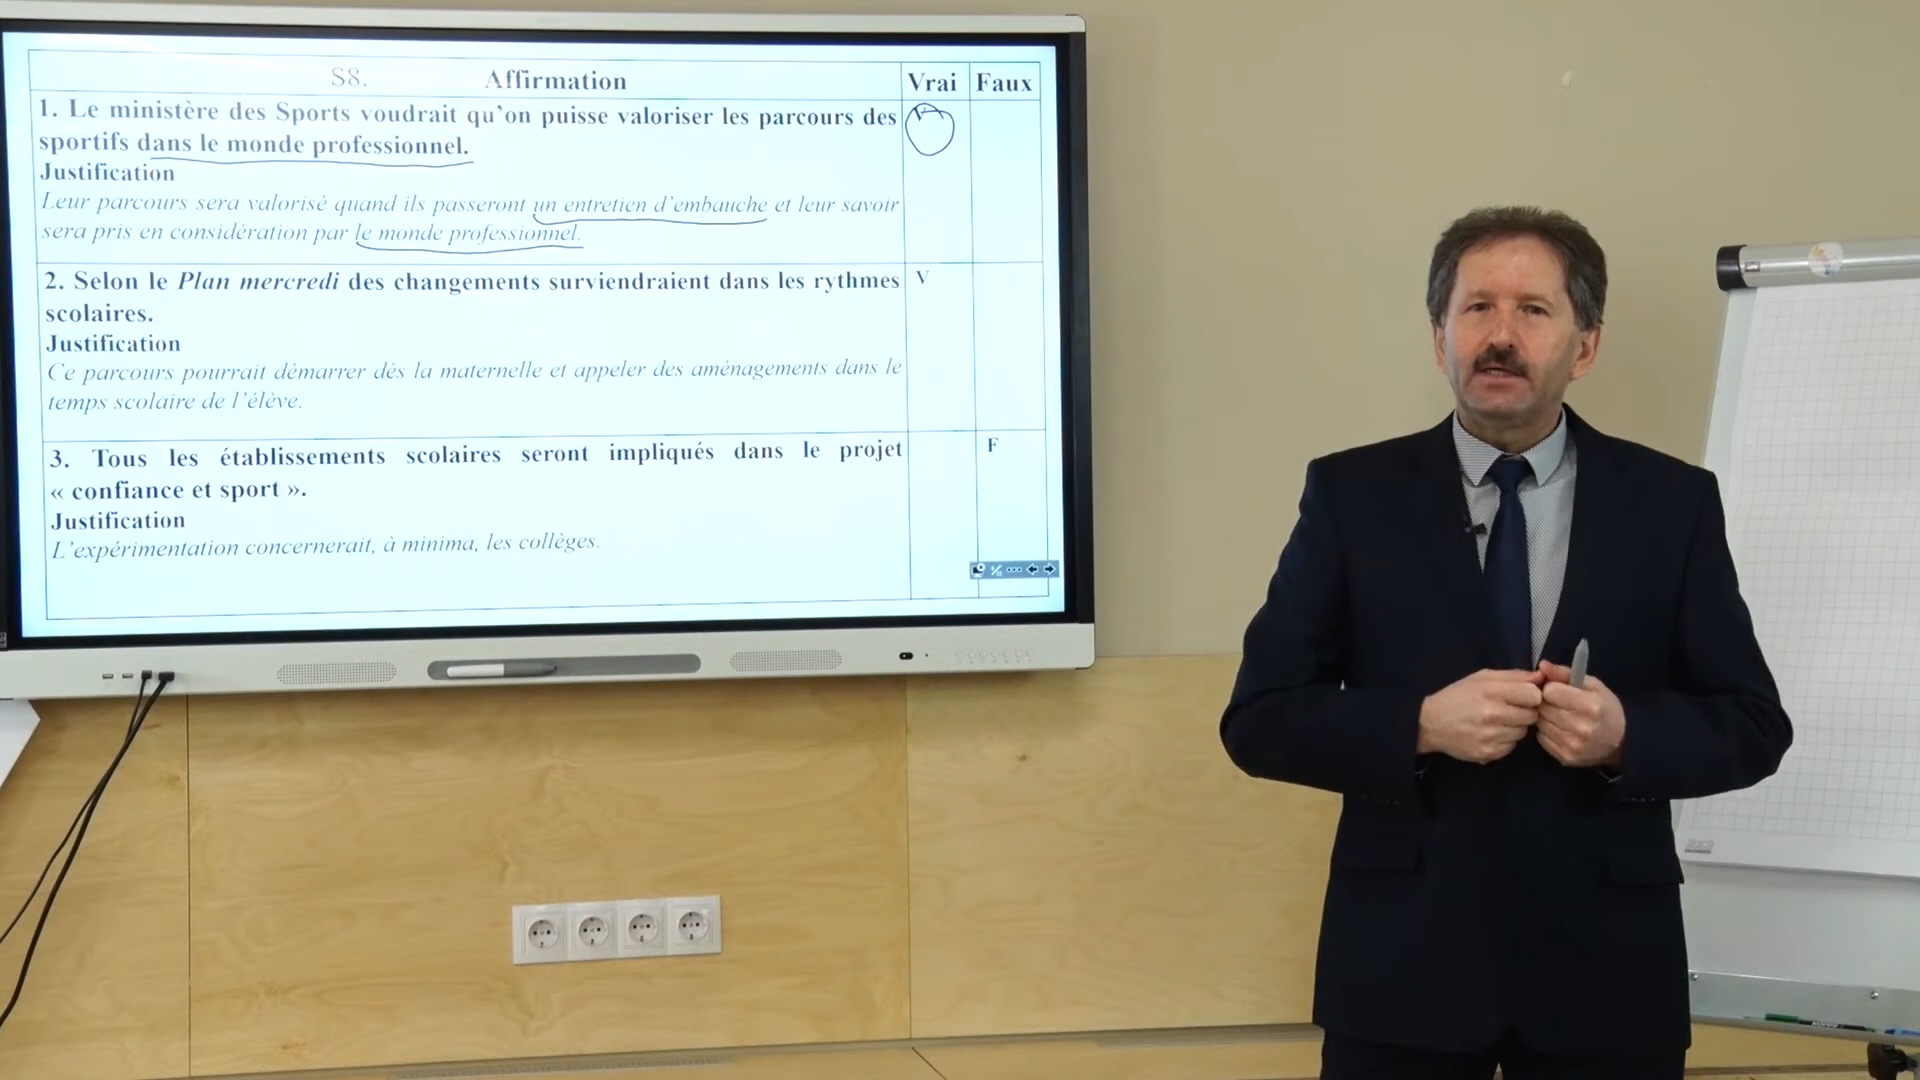 S8. Affirmation Vrai Faux
1. Le ministère des Sports voudrait qu'on puisse valoriser les parcours des
sportifs dans le monde professionnel.
Justification
Leur parcours sera valorisé quand ils passeront un entretien d'embauche et leur savoir
sera pris en considération par le monde professionnel.
2. Selon le Plan mercredi des changements surviendraient dans les rythmes V
scolaires.
Justification
Ce parcours pourrait démarrer dès la maternelle et appeler des aménagements dans le
temps scolaire de l'élève.
3. Tous les établissements scolaires seront impliqués dans le projet F
« confiance et sport ».
Justification
L'expérimentation concernerait, à minima, les collèges.